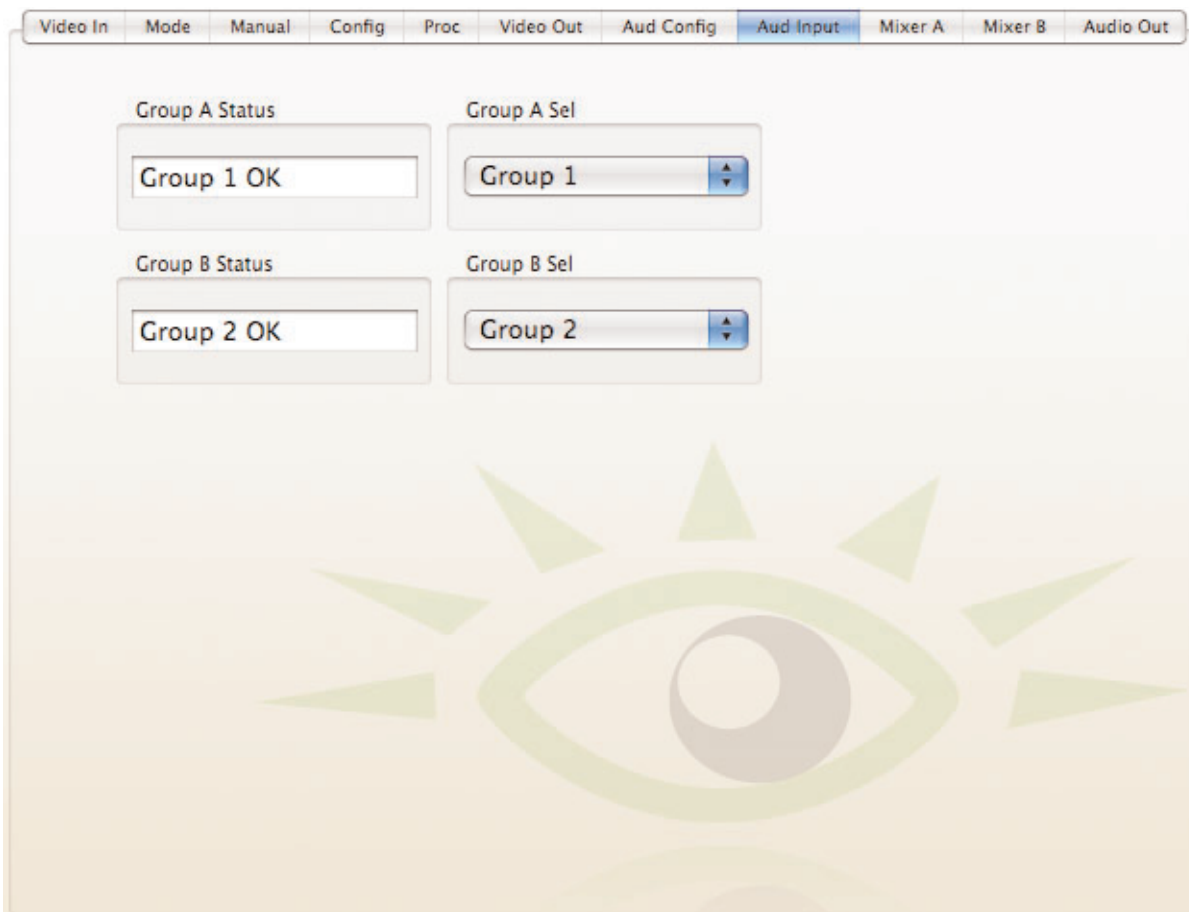 Video In Mode Manual Config Proc Video Out Aud Config Aud Input Mixer A Mixer B Audio Out
Group A Status Group A Sel
Group 1 OK Group 1
Group B Status Group B Sel
Group 2 OK Group 2